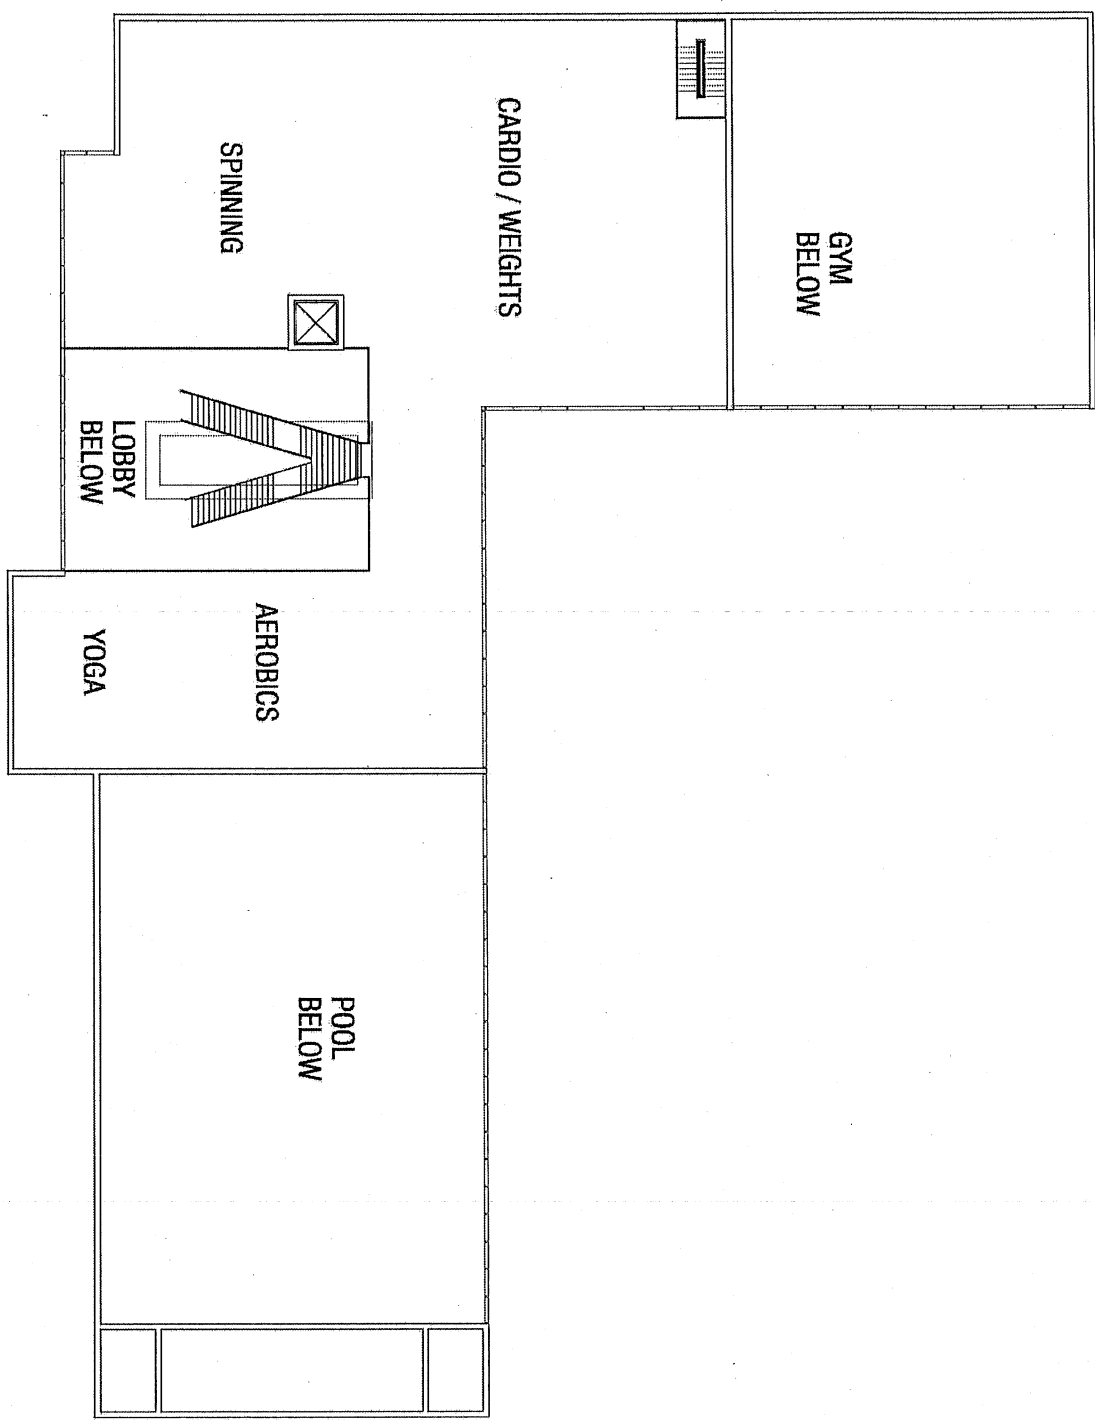 CARDIO / WEIGHTS
GYM
BELOW
SPINNING
LOBBY
BELOW
AEROBICS
YOGA
POOL
BELOW